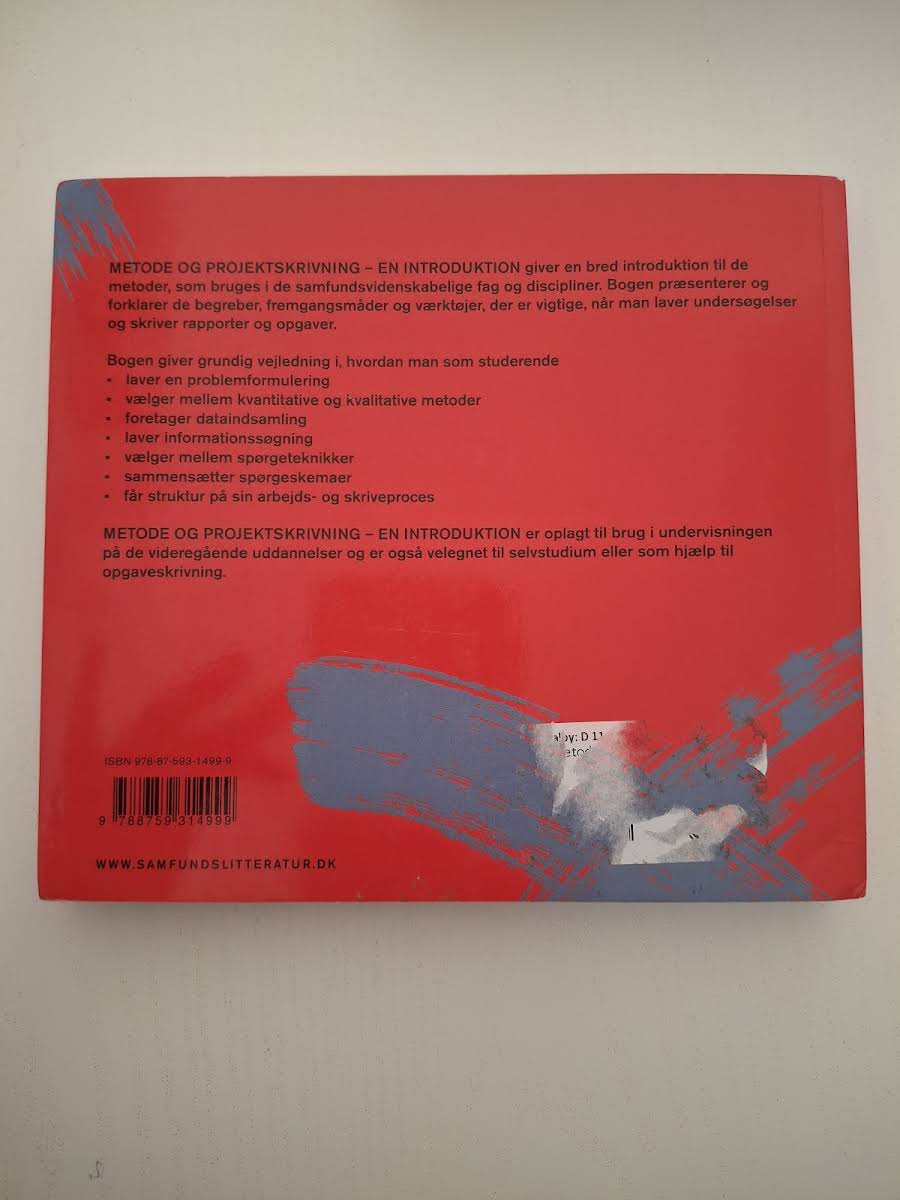 METODE OG PROJEKTSKRIVNING – EN INTRODUKTION giver en bred introduktion til de
metoder, som bruges i de samfundsvidenskabelige fag og discipliner. Bogen præsenterer og
forklarer de begreber, fremgangsmåder og værktøjer, der er vigtige, når man laver undersøgelser
og skriver rapporter og opgaver.
Bogen giver grundig vejledning i, hvordan man som studerende
• laver en problemformulering
• vælger mellem kvantitative og kvalitative metoder
• foretager dataindsamling
• laver informationssøgning
• vælger mellem spørgeteknikker
• sammensætter spørgeskemaer
• får struktur på sin arbejds- og skriveproces
METODE OG PROJEKTSKRIVNING – EN INTRODUKTION er oplagt til brug i undervisningen
på de videregående uddannelser og er også velegnet til selvstudium eller som hjælp til
opgaveskrivning.
D 11
ISBN 978-87-593-1499-9
9 788759 314999
WWW.SAMFUNDSLITTERATUR.DK